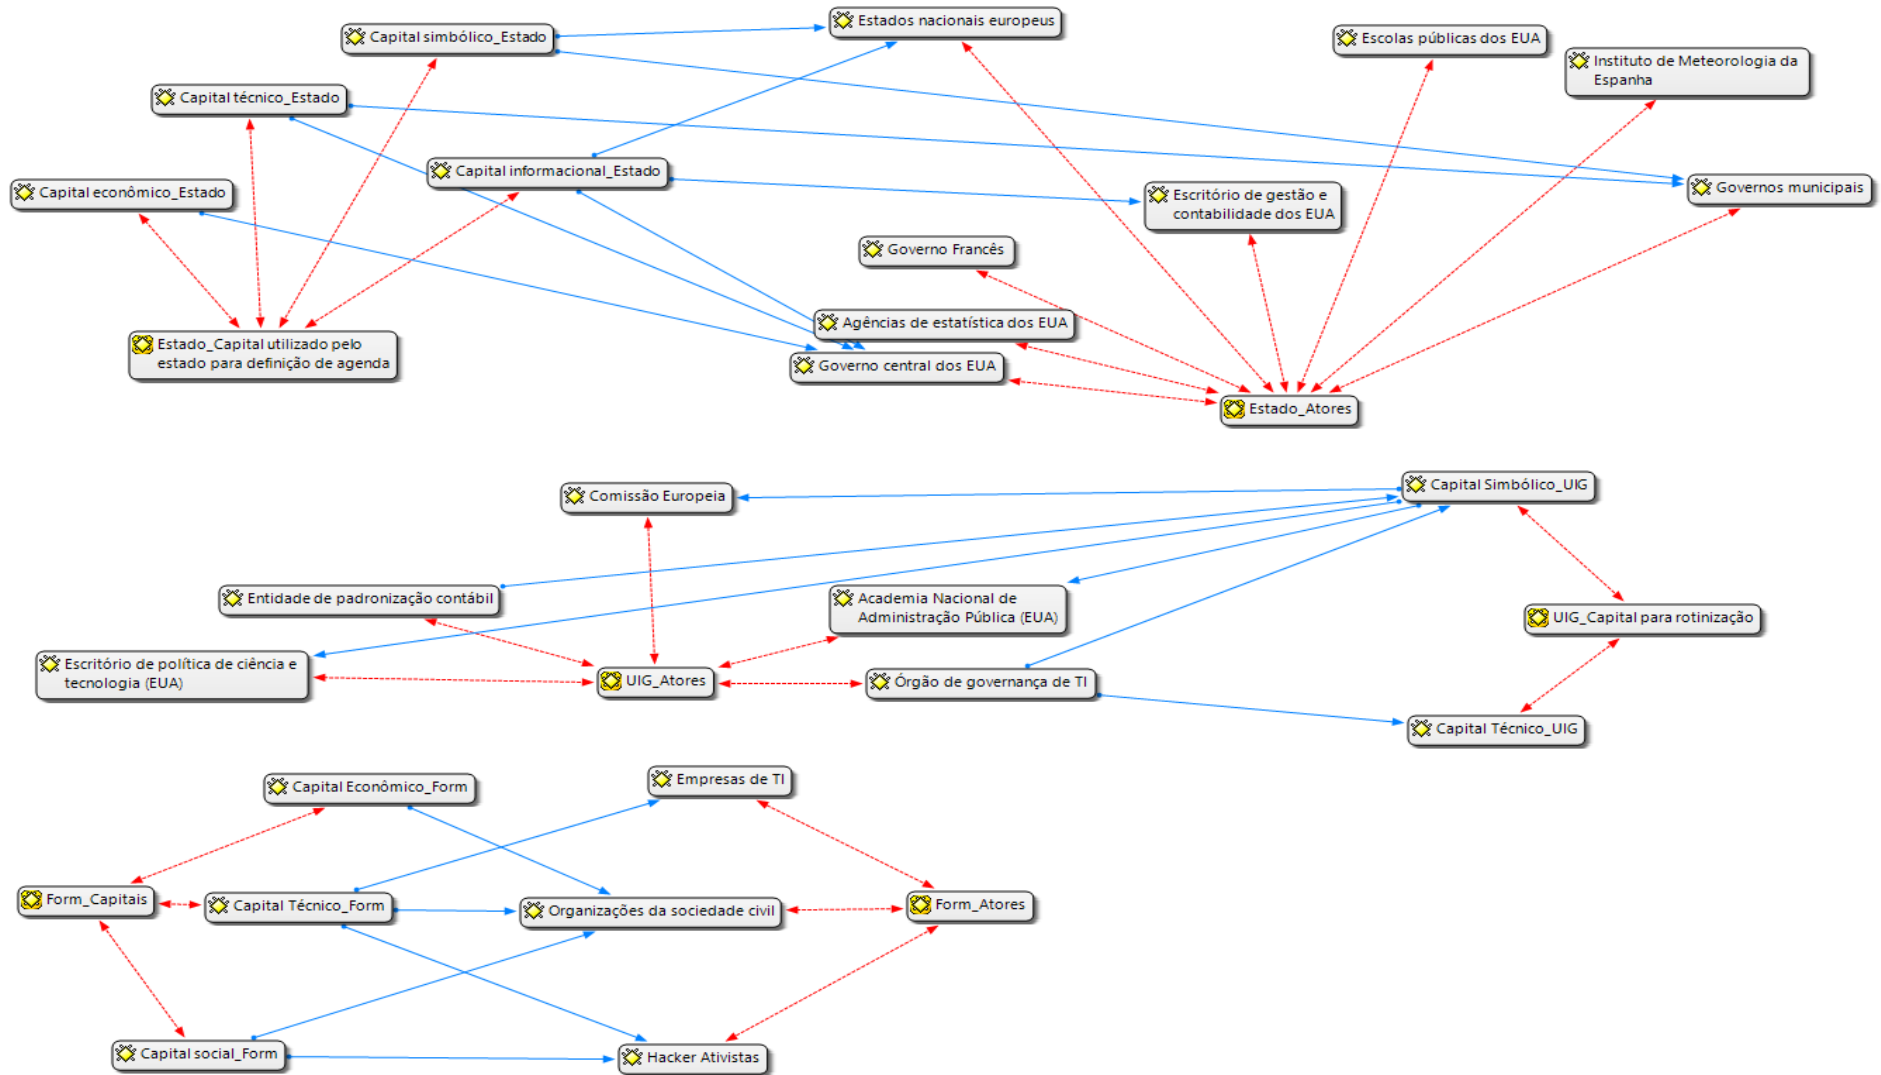 Estados nacionais europeus
Capital simbólico_Estado
Escolas públicas dos EUA
Instituto de Meteorologia da
Espanha
Capital técnico_Estado
Capital informacional_Estado
Capital econômico_Estado
Escritório de gestão e
contabilidade dos EUA
Governos municipais
Governo Francês
Agências de estatística dos EUA
Estado_Capital utilizado pelo
estado para definição de agenda
Governo central dos EUA
Estado_Atores
Comissão Europeia
Capital Simbólico_UIG
Entidade de padronização contábil
Academia Nacional de
Administração Pública (EUA)
UIG_Capital para rotinização
Escritório de política de ciência e
tecnologia (EUA)
UIG_Atores
Órgão de governança de TI
Capital Técnico_UIG
Capital Econômico_Form
Empresas de TI
Form_Capitais
Capital Técnico_Form
Organizações da sociedade civil
Form_Atores
Capital social_Form
Hacker Ativistas